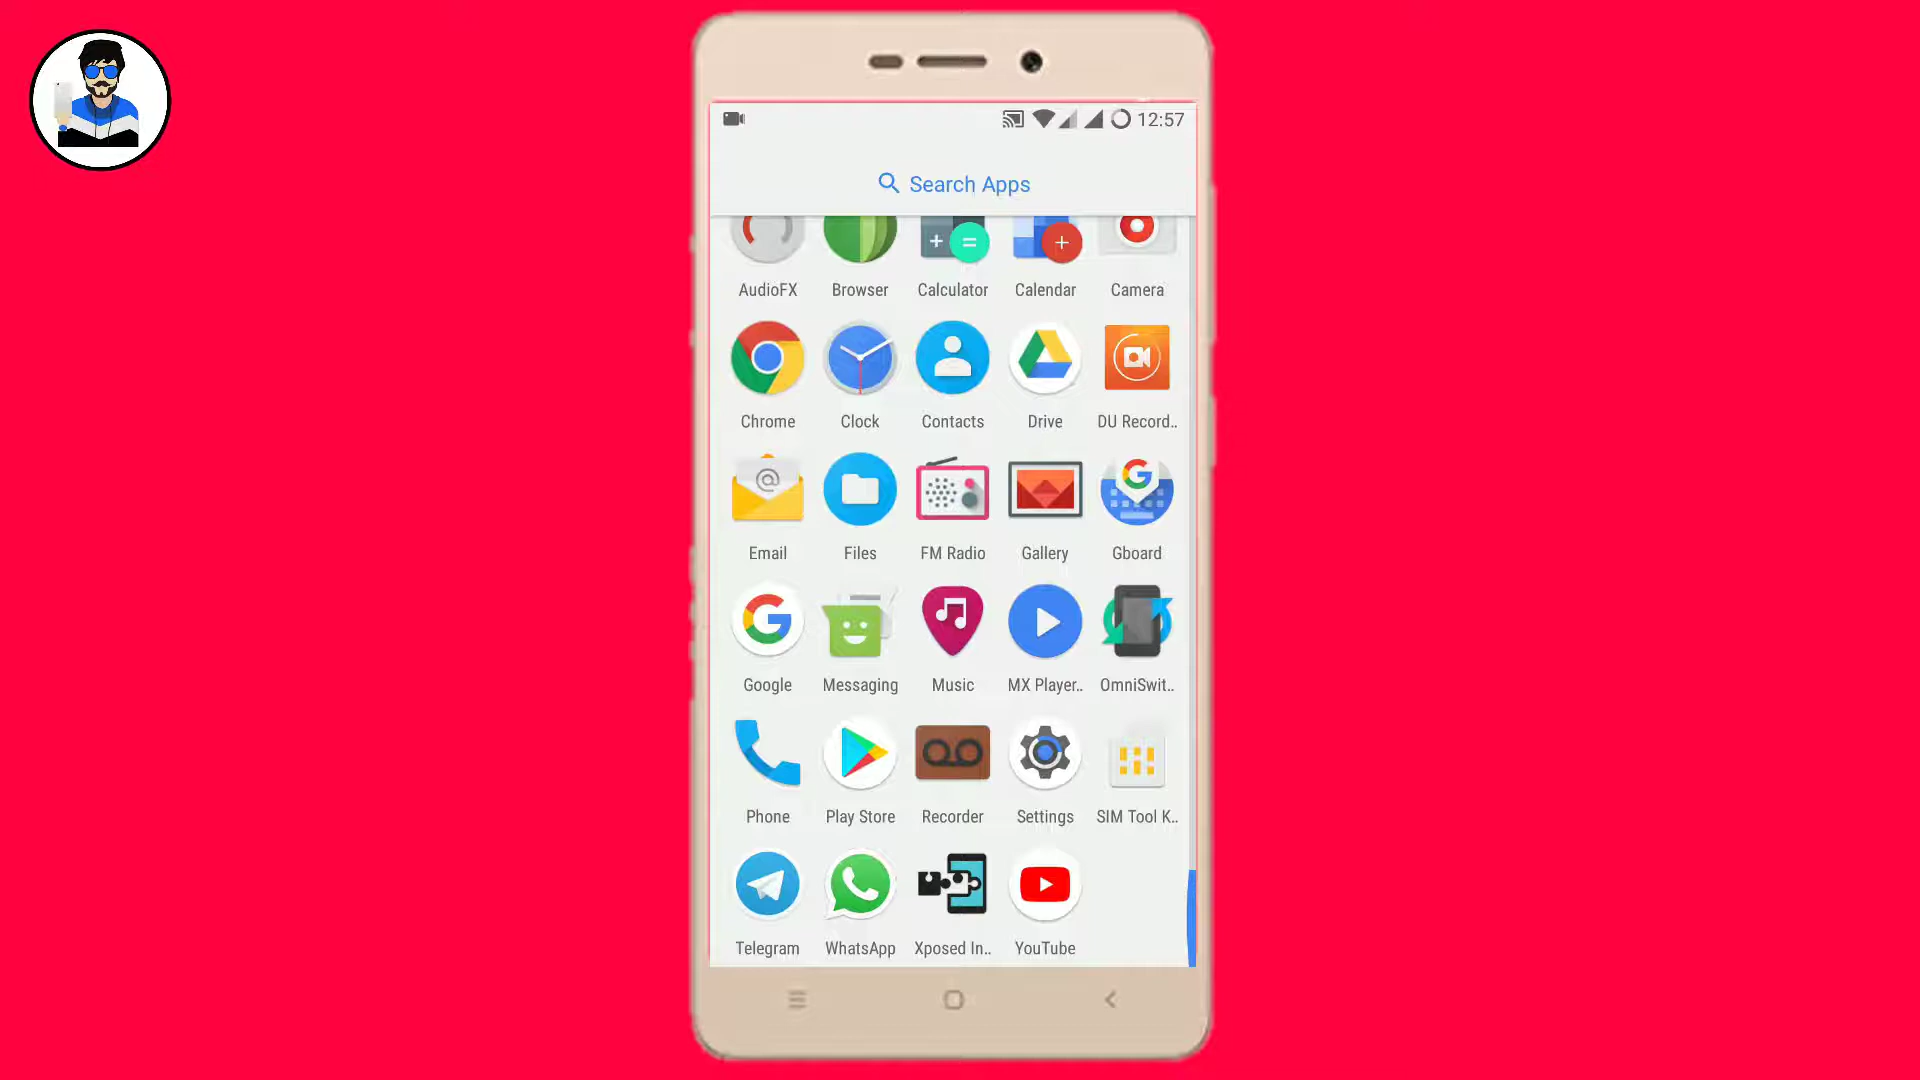 12:57
Search Apps
AudioFX Browser Calculator Calendar Camera
Chrome Clock Contacts Drive DU Record..
Email Files FM Radio Gallery Gboard
Google Messaging Music MX Player.. OmniSwit..
Phone Play Store Recorder Settings SIM Tool K..
Telegram WhatsApp Xposed In.. YouTube